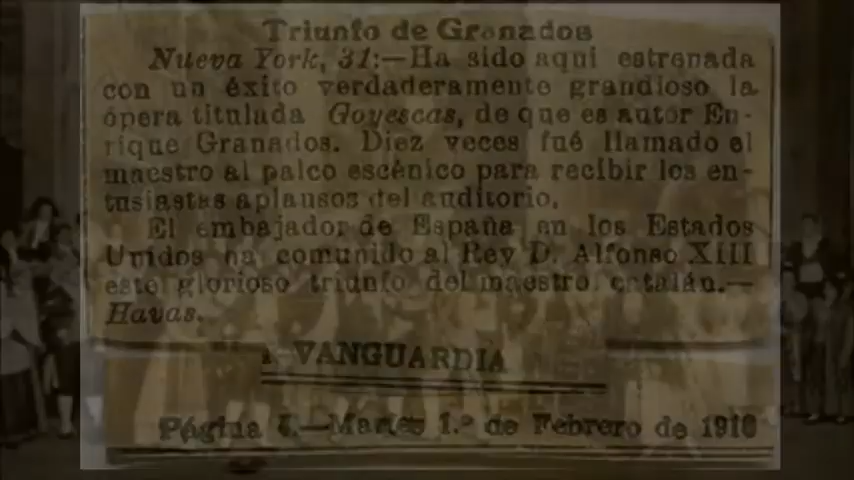 Triunfo de Granados
Nueva York, 31:—Ha sido aquí estrenada
con un éxito verdaderamente grandioso la
ópera titulada Goyescas, de que es autor En-
rique Granados. Diez veces fué llamado el
maestro al palco escénico para recibir los en-
tusiastas aplausos del auditorio.
El embajador de España en los Estados
Unidos ha comunido al Rey D. Alfonso XIII
este glorioso triunfo del maestro catalán.—
Havas.
VANGUARDIA
Página —Martes 1.º de Febrero de 1916